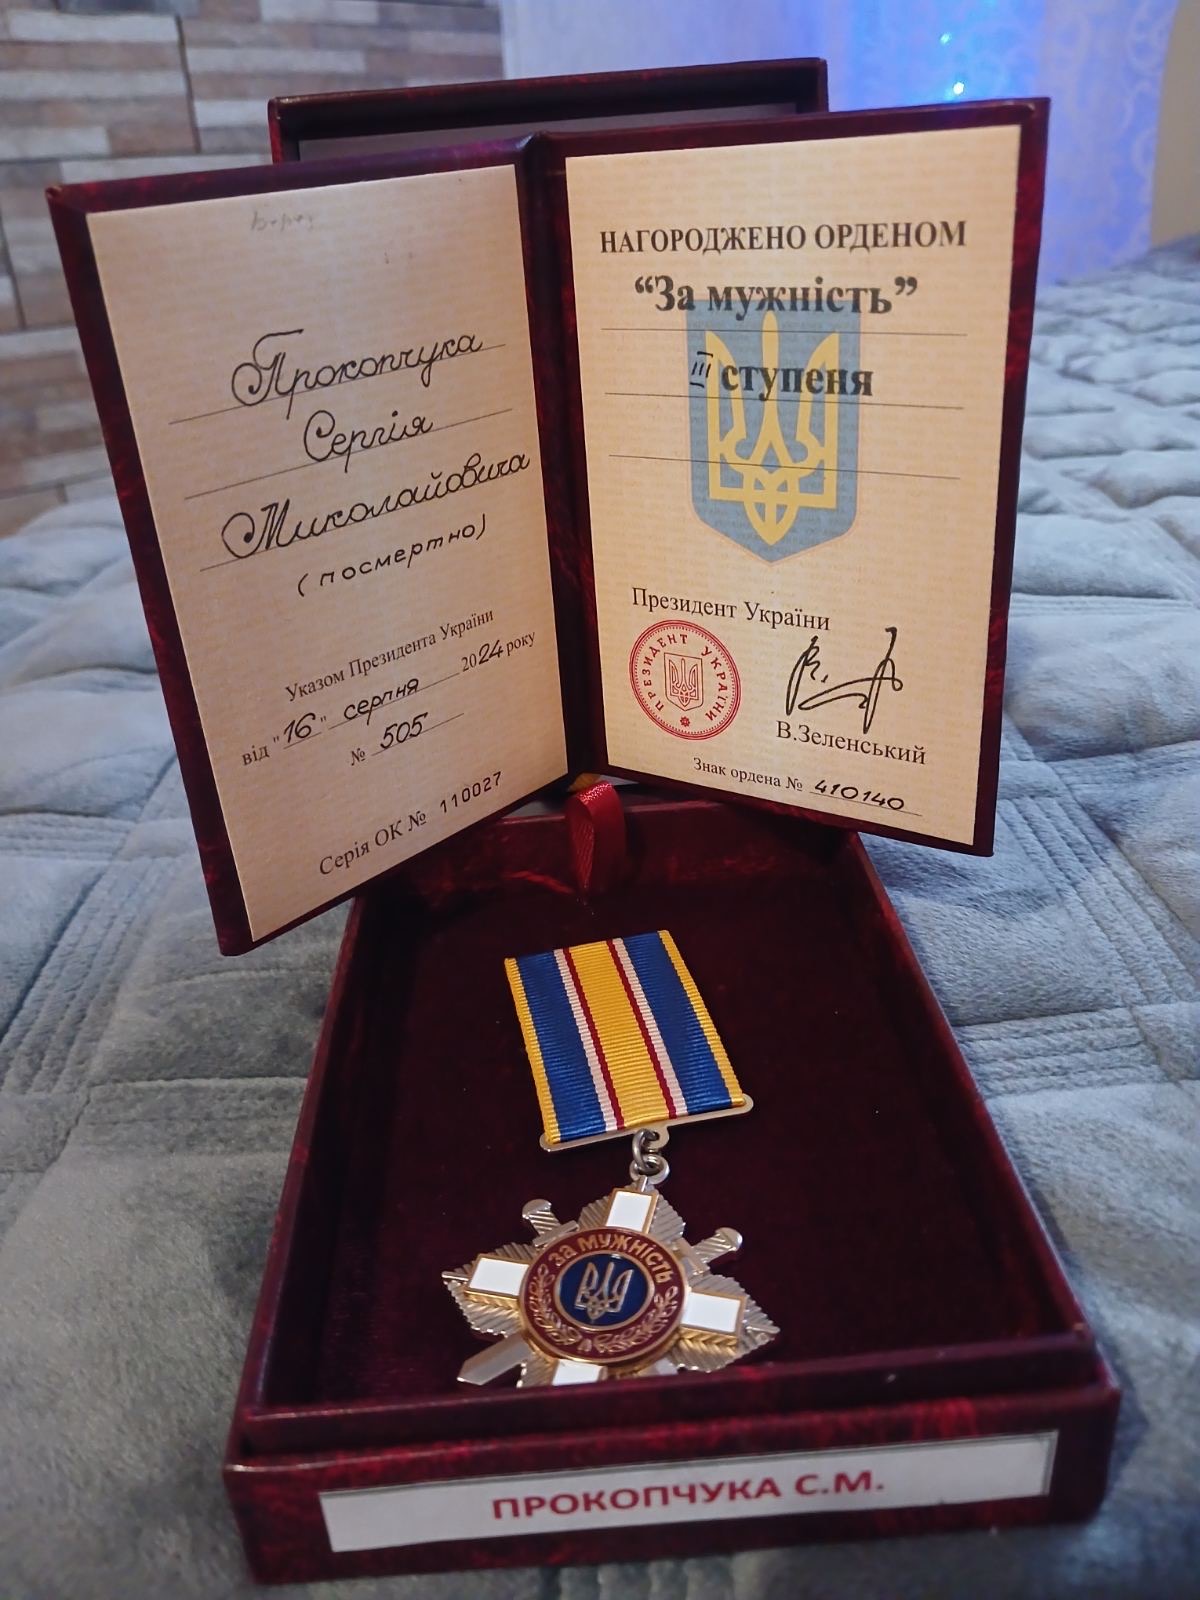 Прокопчука
Сергія
Миколайовича
(посмертно)
Указом Президента України
від "16" серпня 2024 року
№ 505
Серія ОК № 110027
НАГОРОДЖЕНО ОРДЕНОМ
“За мужність”
III ступеня
Президент України
ПРЕЗИДЕНТ УКРАЇНИ
В.Зеленський
Знак ордена № 410140
ЗА МУЖНІСТЬ
ПРОКОПЧУКА С.М.